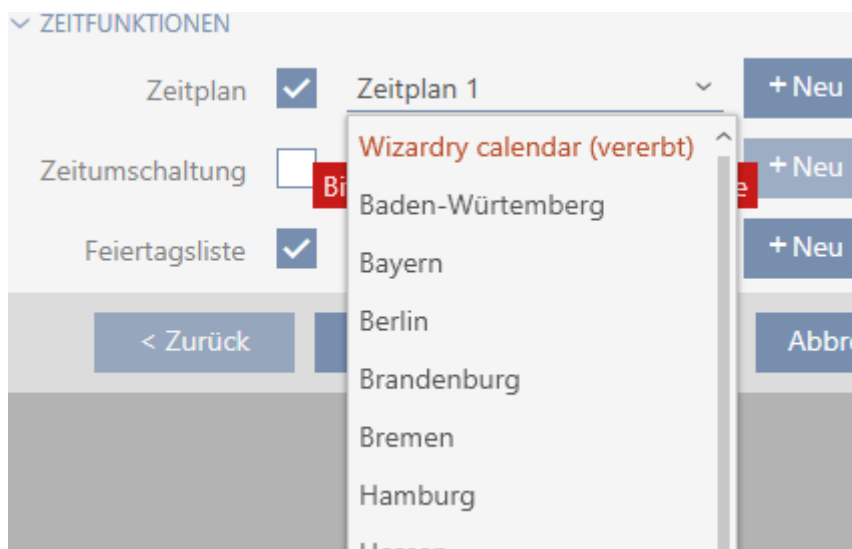 ZEITFUNKTIONEN
Zeitplan Zeitplan 1 + Neu
Wizardry calendar (vererbt)
Zeitumschaltung + Neu
Baden-Würtemberg
Feiertagsliste + Neu
Bayern
Berlin
< Zurück
Brandenburg
Bremen
Hamburg